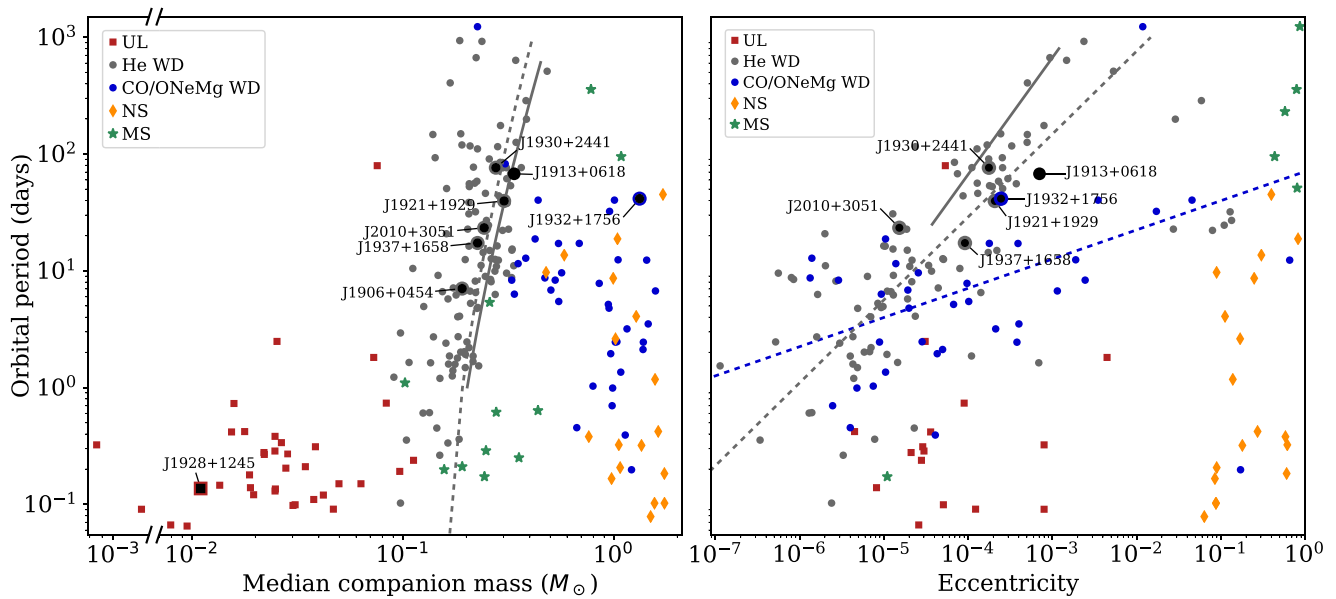 UL
He WD
CO/ONeMg WD
NS
MS
J1930+2441
J1913+0618
J1921+1929
J1932+1756
J2010+3051
J1937+1658
J1906+0454
J1928+1245
10³
10²
10¹
10⁰
10⁻¹
Orbital period (days)
10⁻³
10⁻²
10⁻¹
10⁰
Median companion mass (M☉)
UL
He WD
CO/ONeMg WD
NS
MS
J1930+2441
J1913+0618
J1932+1756
J2010+3051
J1921+1929
J1937+1658
10⁻⁷
10⁻⁶
10⁻⁵
10⁻⁴
10⁻³
10⁻²
10⁻¹
10⁰
Eccentricity